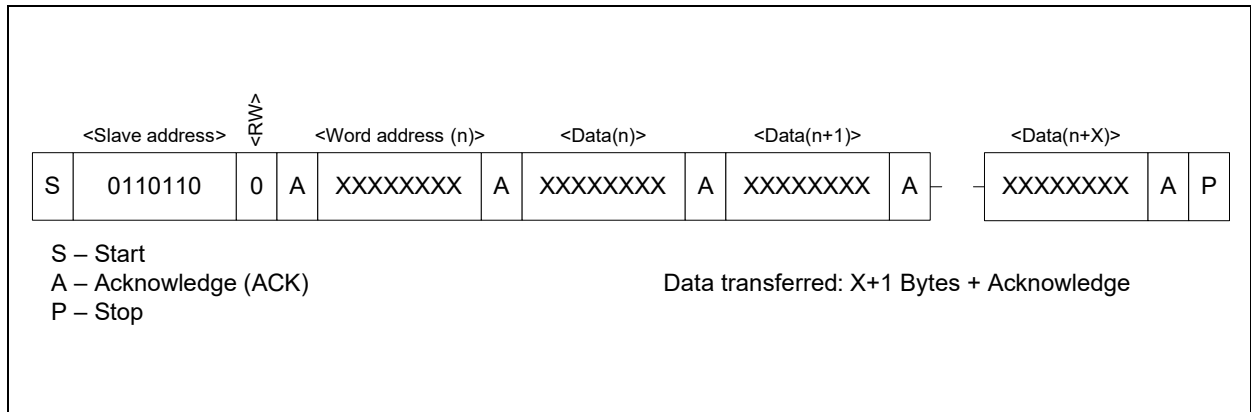 <RW>
<Slave address> <Word address (n)> <Data(n)> <Data(n+1)> <Data(n+X)>
S 0110110 0 A XXXXXXXX A XXXXXXXX A XXXXXXXX A XXXXXXXX A P
S – Start
A – Acknowledge (ACK) Data transferred: X+1 Bytes + Acknowledge
P – Stop